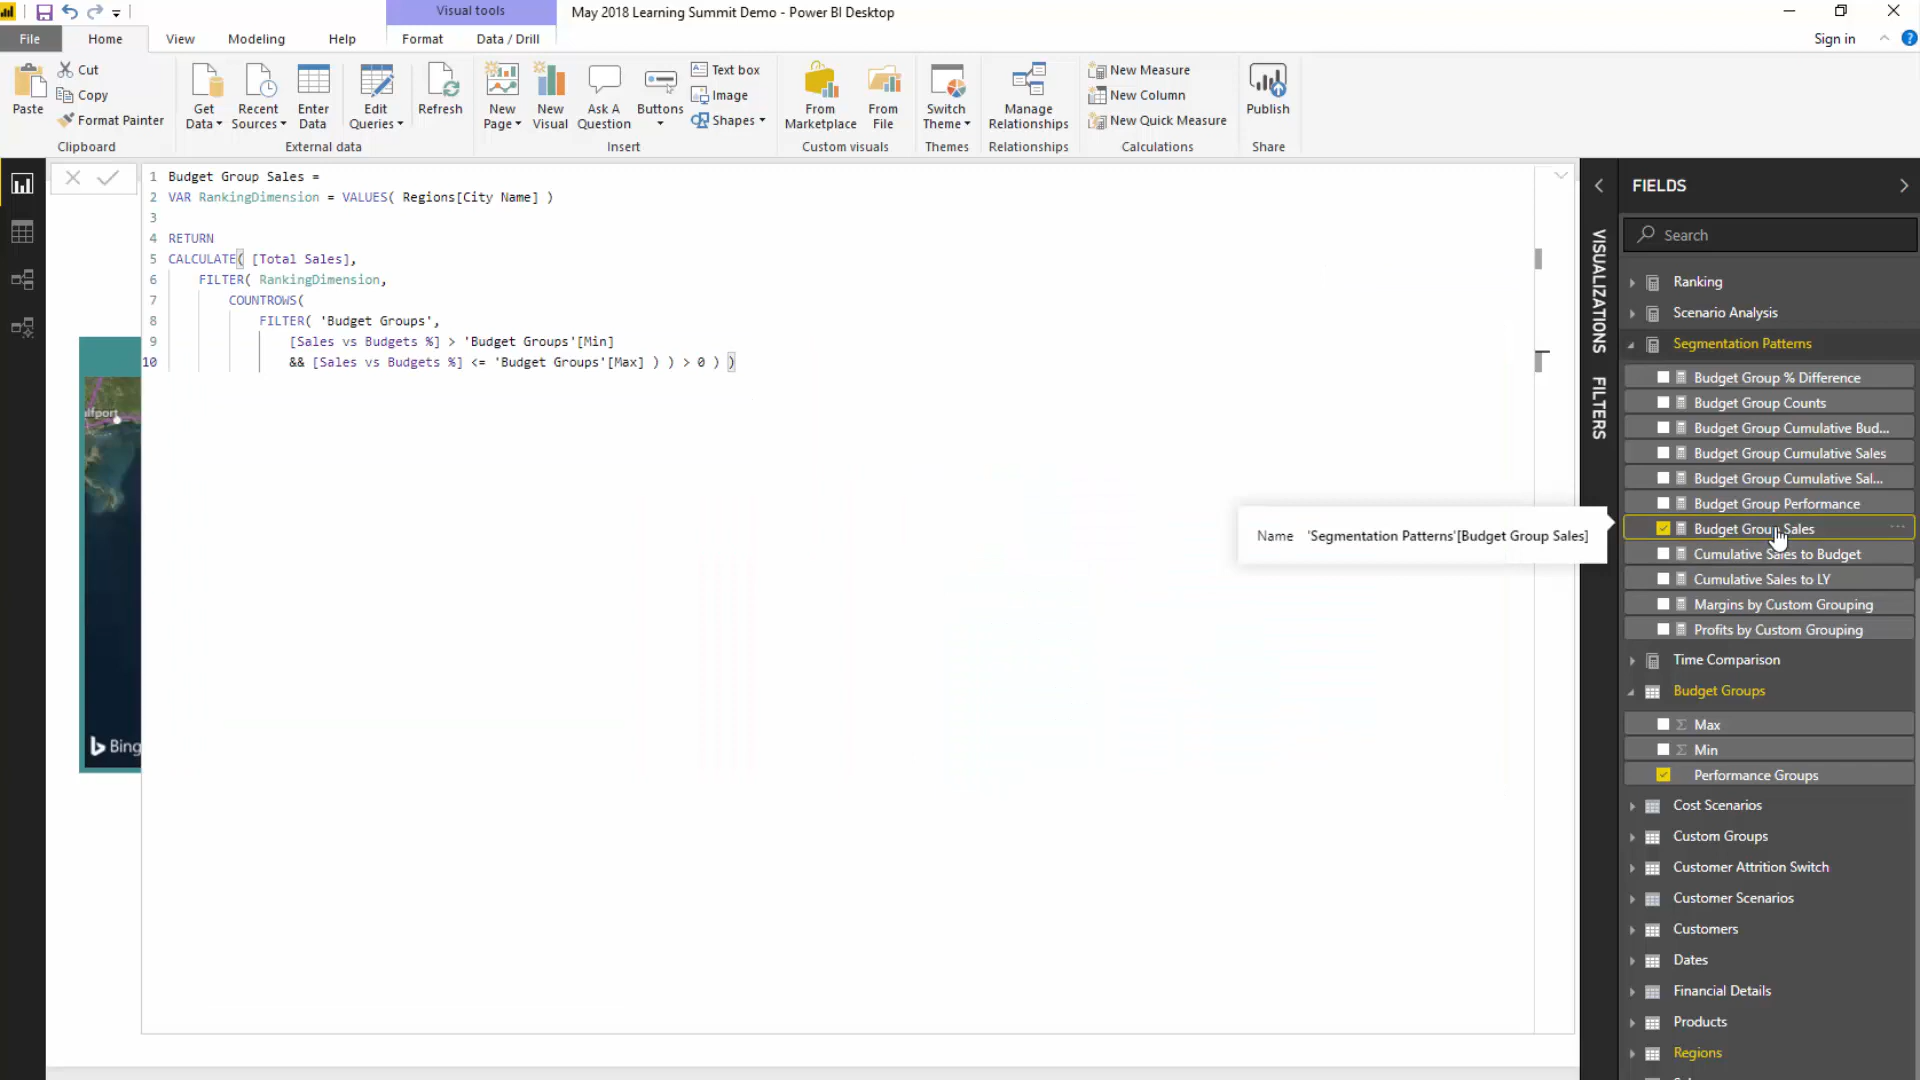 Visual tools
May 2018 Learning Summit Demo - Power BI Desktop
File
Home
View
Modeling
Help
Format
Data / Drill
Sign in
?
Paste
Cut
Copy
Format Painter
Clipboard
Get
Data
Recent
Sources
Enter
Data
Edit
Queries
External data
Refresh
New
Page
New
Visual
Ask A
Question
Buttons
Text box
Image
Shapes
Insert
From
Marketplace
From
File
Custom visuals
Switch
Theme
Themes
Manage
Relationships
Relationships
New Measure
New Column
New Quick Measure
Calculations
Publish
Share
1 Budget Group Sales =
2 VAR RankingDimension = VALUES( Regions[City Name] )
3
4 RETURN
5 CALCULATE( [Total Sales],
6 FILTER( RankingDimension,
7 COUNTROWS(
8 FILTER( 'Budget Groups',
9 [Sales vs Budgets %] > 'Budget Groups'[Min]
10 && [Sales vs Budgets %] <= 'Budget Groups'[Max] ) ) > 0 ) )
lfport
Bing
Name 'Segmentation Patterns'[Budget Group Sales]
VISUALIZATIONS
FILTERS
FIELDS
Search
Ranking
Scenario Analysis
Segmentation Patterns
Budget Group % Difference
Budget Group Counts
Budget Group Cumulative Bud...
Budget Group Cumulative Sales
Budget Group Cumulative Sal...
Budget Group Performance
Budget Group Sales
Cumulative Sales to Budget
Cumulative Sales to LY
Margins by Custom Grouping
Profits by Custom Grouping
Time Comparison
Budget Groups
Max
Min
Performance Groups
Cost Scenarios
Custom Groups
Customer Attrition Switch
Customer Scenarios
Customers
Dates
Financial Details
Products
Regions